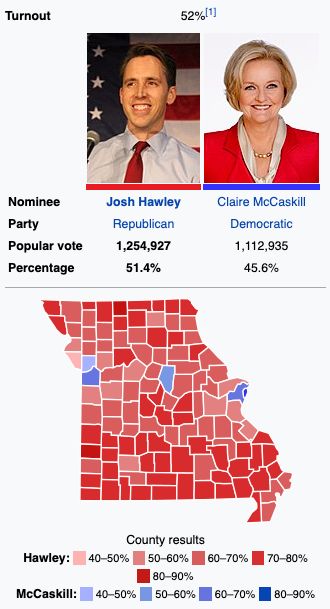 Turnout 52%[1]
Nominee Josh Hawley Claire McCaskill
Party Republican Democratic
Popular vote 1,254,927 1,112,935
Percentage 51.4% 45.6%
County results
Hawley: 40–50% 50–60% 60–70% 70–80%
80–90%
McCaskill: 40–50% 50–60% 60–70% 80–90%